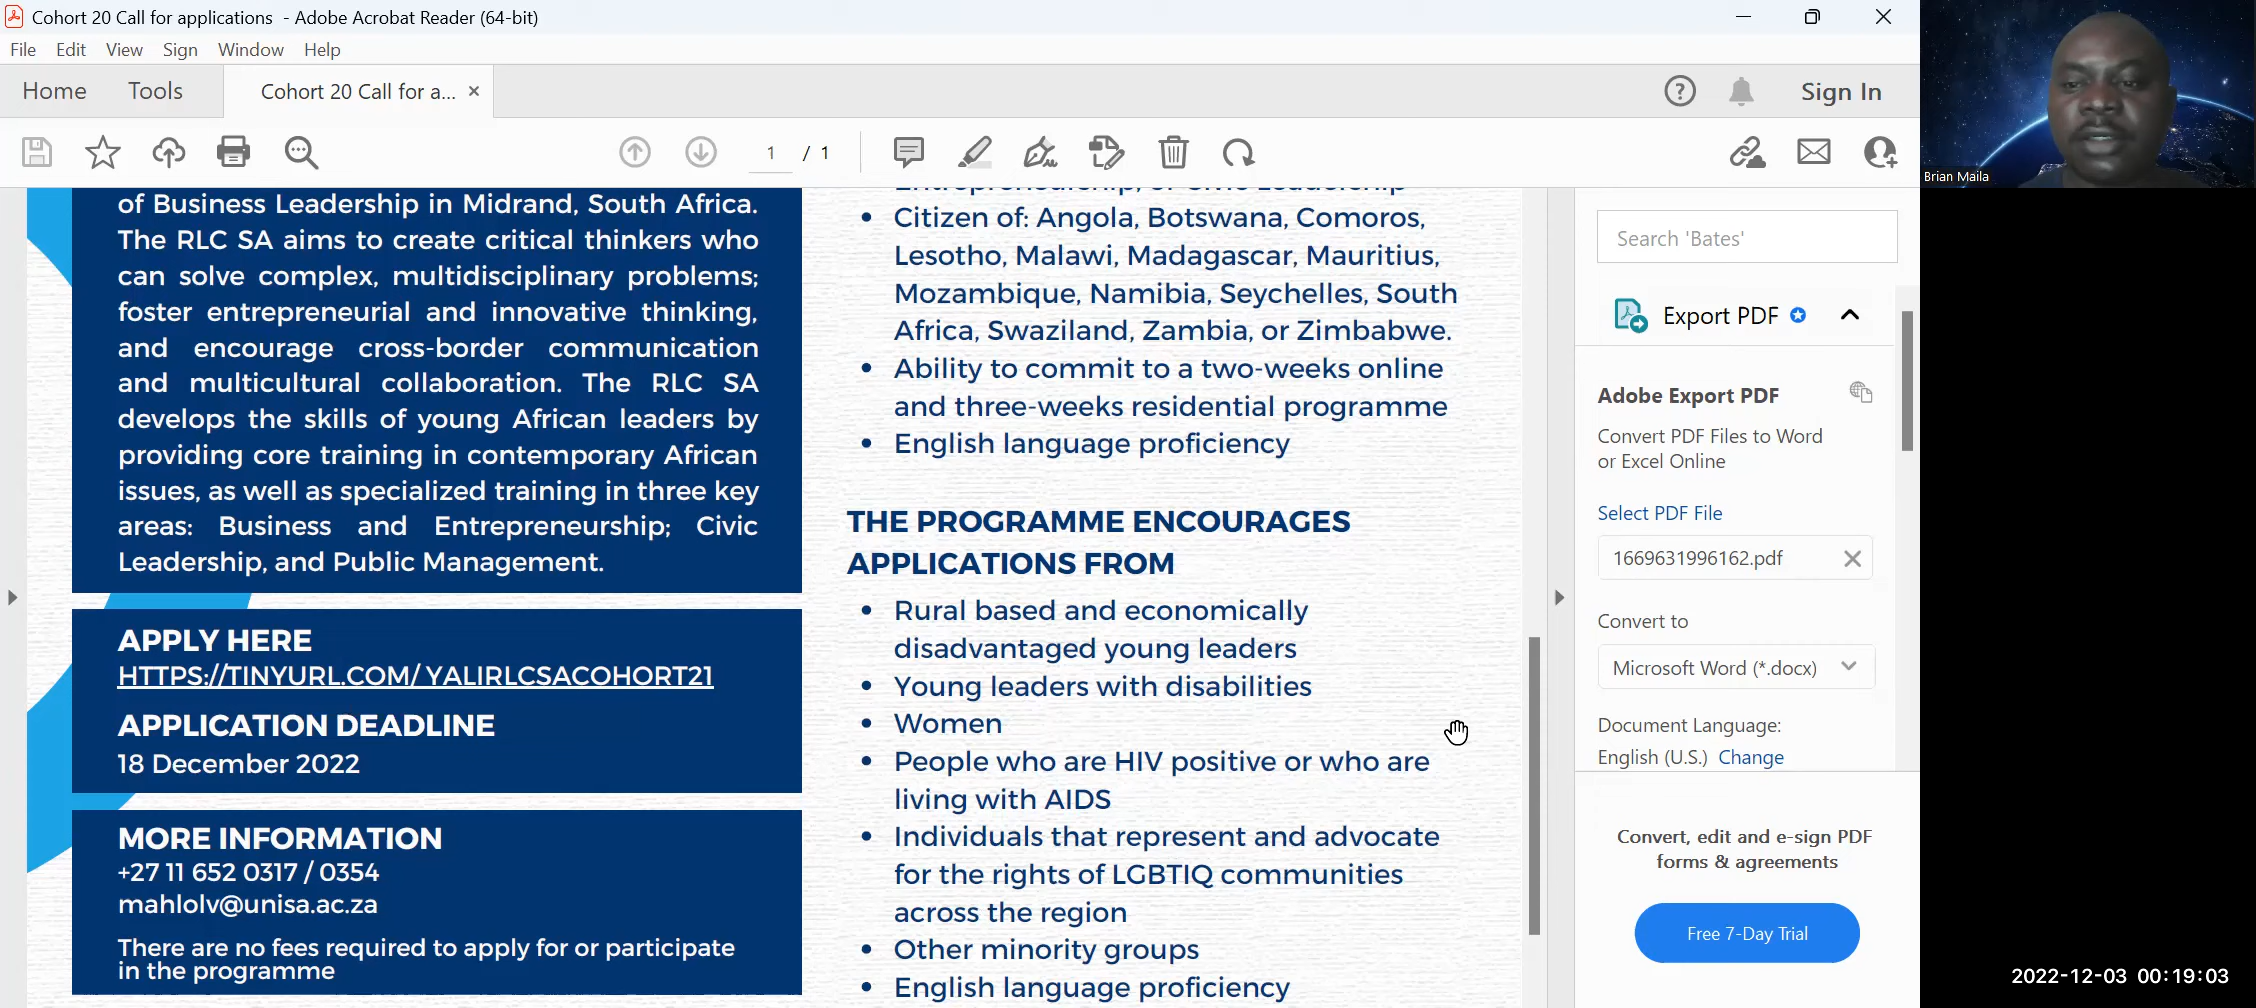 Cohort 20 Call for applications - Adobe Acrobat Reader (64-bit)
File Edit View Sign Window Help
Home Tools Cohort 20 Call for a... ×
? Sign In
1 / 1
Brian Maila
of Business Leadership in Midrand, South Africa.
The RLC SA aims to create critical thinkers who
can solve complex, multidisciplinary problems;
foster entrepreneurial and innovative thinking,
and encourage cross-border communication
and multicultural collaboration. The RLC SA
develops the skills of young African leaders by
providing core training in contemporary African
issues, as well as specialized training in three key
areas: Business and Entrepreneurship; Civic
Leadership, and Public Management.
APPLY HERE
HTTPS://TINYURL.COM/ YALIRLCSACOHORT21
APPLICATION DEADLINE
18 December 2022
MORE INFORMATION
+27 11 652 0317 / 0354
mahlolv@unisa.ac.za
There are no fees required to apply for or participate
in the programme
Entrepreneurship, or Civic Leadership
• Citizen of: Angola, Botswana, Comoros,
Lesotho, Malawi, Madagascar, Mauritius,
Mozambique, Namibia, Seychelles, South
Africa, Swaziland, Zambia, or Zimbabwe.
• Ability to commit to a two-weeks online
and three-weeks residential programme
• English language proficiency
THE PROGRAMME ENCOURAGES
APPLICATIONS FROM
• Rural based and economically
disadvantaged young leaders
• Young leaders with disabilities
• Women
• People who are HIV positive or who are
living with AIDS
• Individuals that represent and advocate
for the rights of LGBTIQ communities
across the region
• Other minority groups
• English language proficiency
Search 'Bates'
Export PDF
Adobe Export PDF
Convert PDF Files to Word
or Excel Online
Select PDF File
1669631996162.pdf
Convert to
Microsoft Word (*.docx)
Document Language:
English (U.S.) Change
Convert, edit and e-sign PDF
forms & agreements
Free 7-Day Trial
2022-12-03 00:19:03